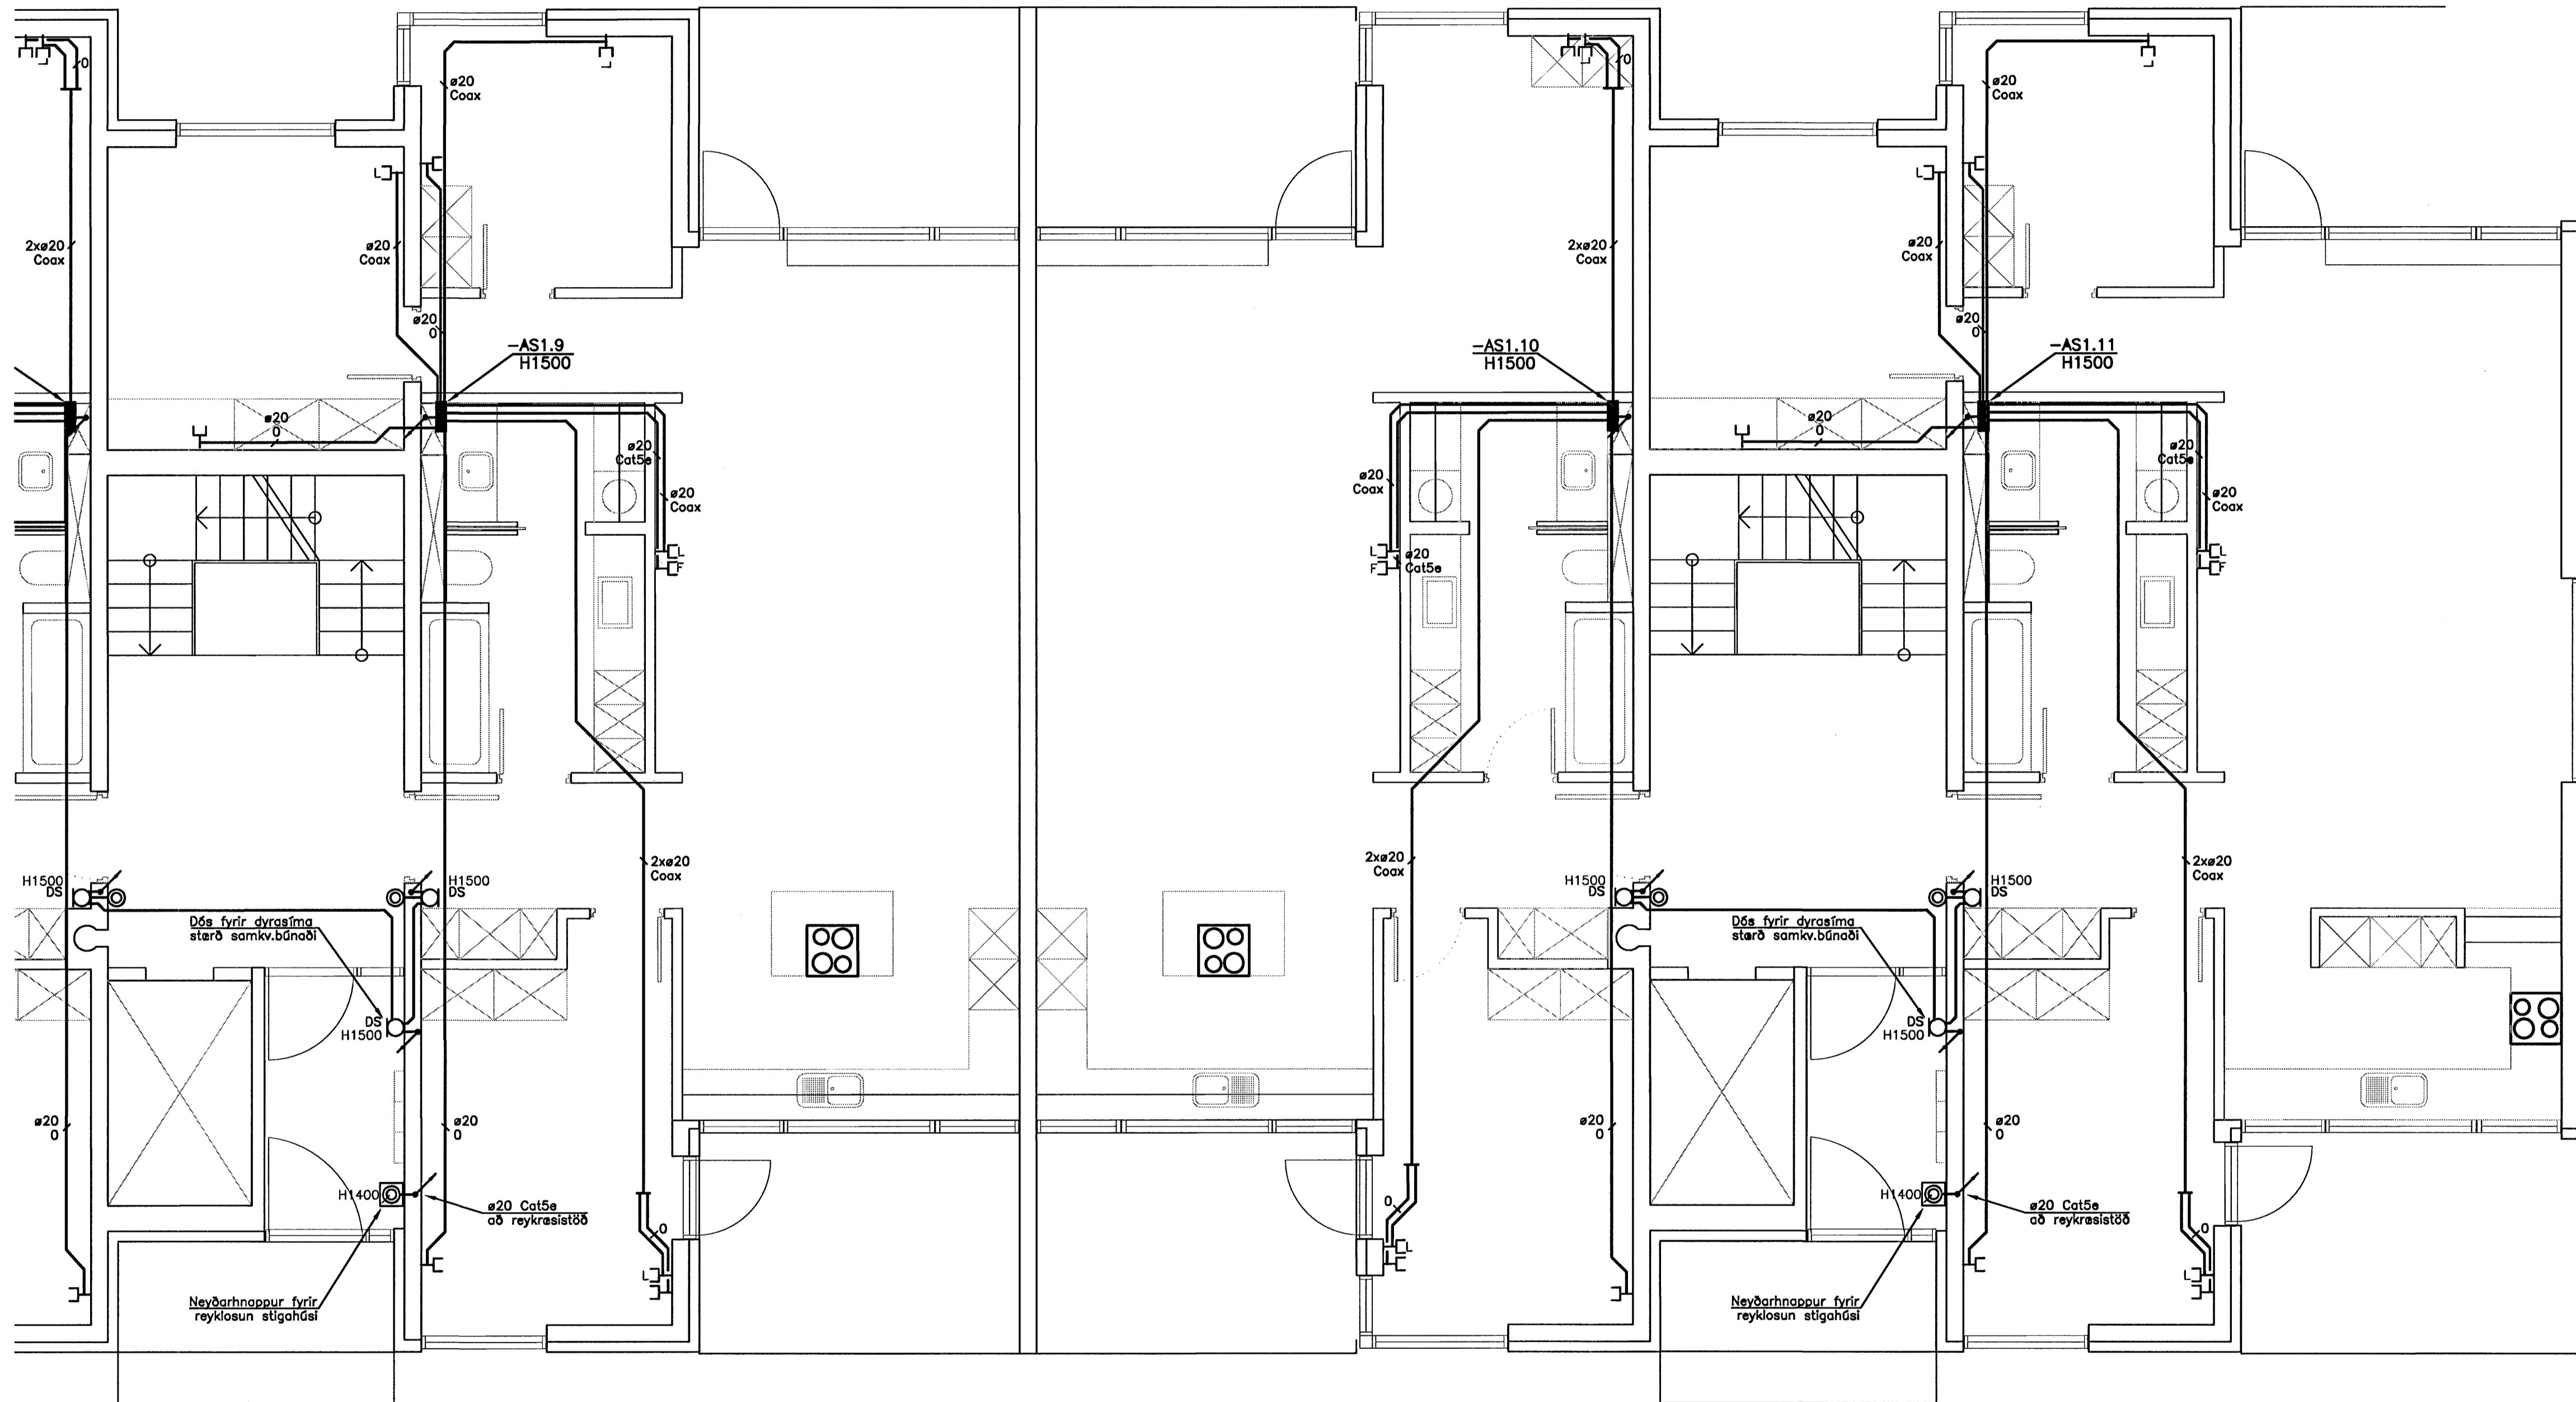 0
ø20
Coax
L
L
2xø20
Coax
ø20
Coax
L
ø20
0
-AS1.9
H1500
ø20
0
ø20
Cat5e
ø20
Coax
L
F
2xø20
Coax
H1500
DS
H1500
DS
Dós fyrir dyrasíma
stærð samkv.búnaði
DS
H1500
ø20
0
ø20
0
H1400
ø20 Cat5e
að reykræsistöð
0
L
Neyðarhnappur fyrir
reyklosun stigahúsi
L
0
ø20
Coax
L
2xø20
Coax
L
ø20
Coax
ø20
0
-AS1.10
H1500
-AS1.11
H1500
ø20
0
ø20
Coax
L
F
ø20
Cat5e
ø20
Cat5e
ø20
Coax
L
F
2xø20
Coax
2xø20
Coax
H1500
DS
H1500
DS
Dós fyrir dyrasíma
stærð samkv.búnaði
DS
H1500
ø20
0
ø20
0
H1400
0
L
ø20 Cat5e
að reykræsistöð
0
L
Neyðarhnappur fyrir
reyklosun stigahúsi